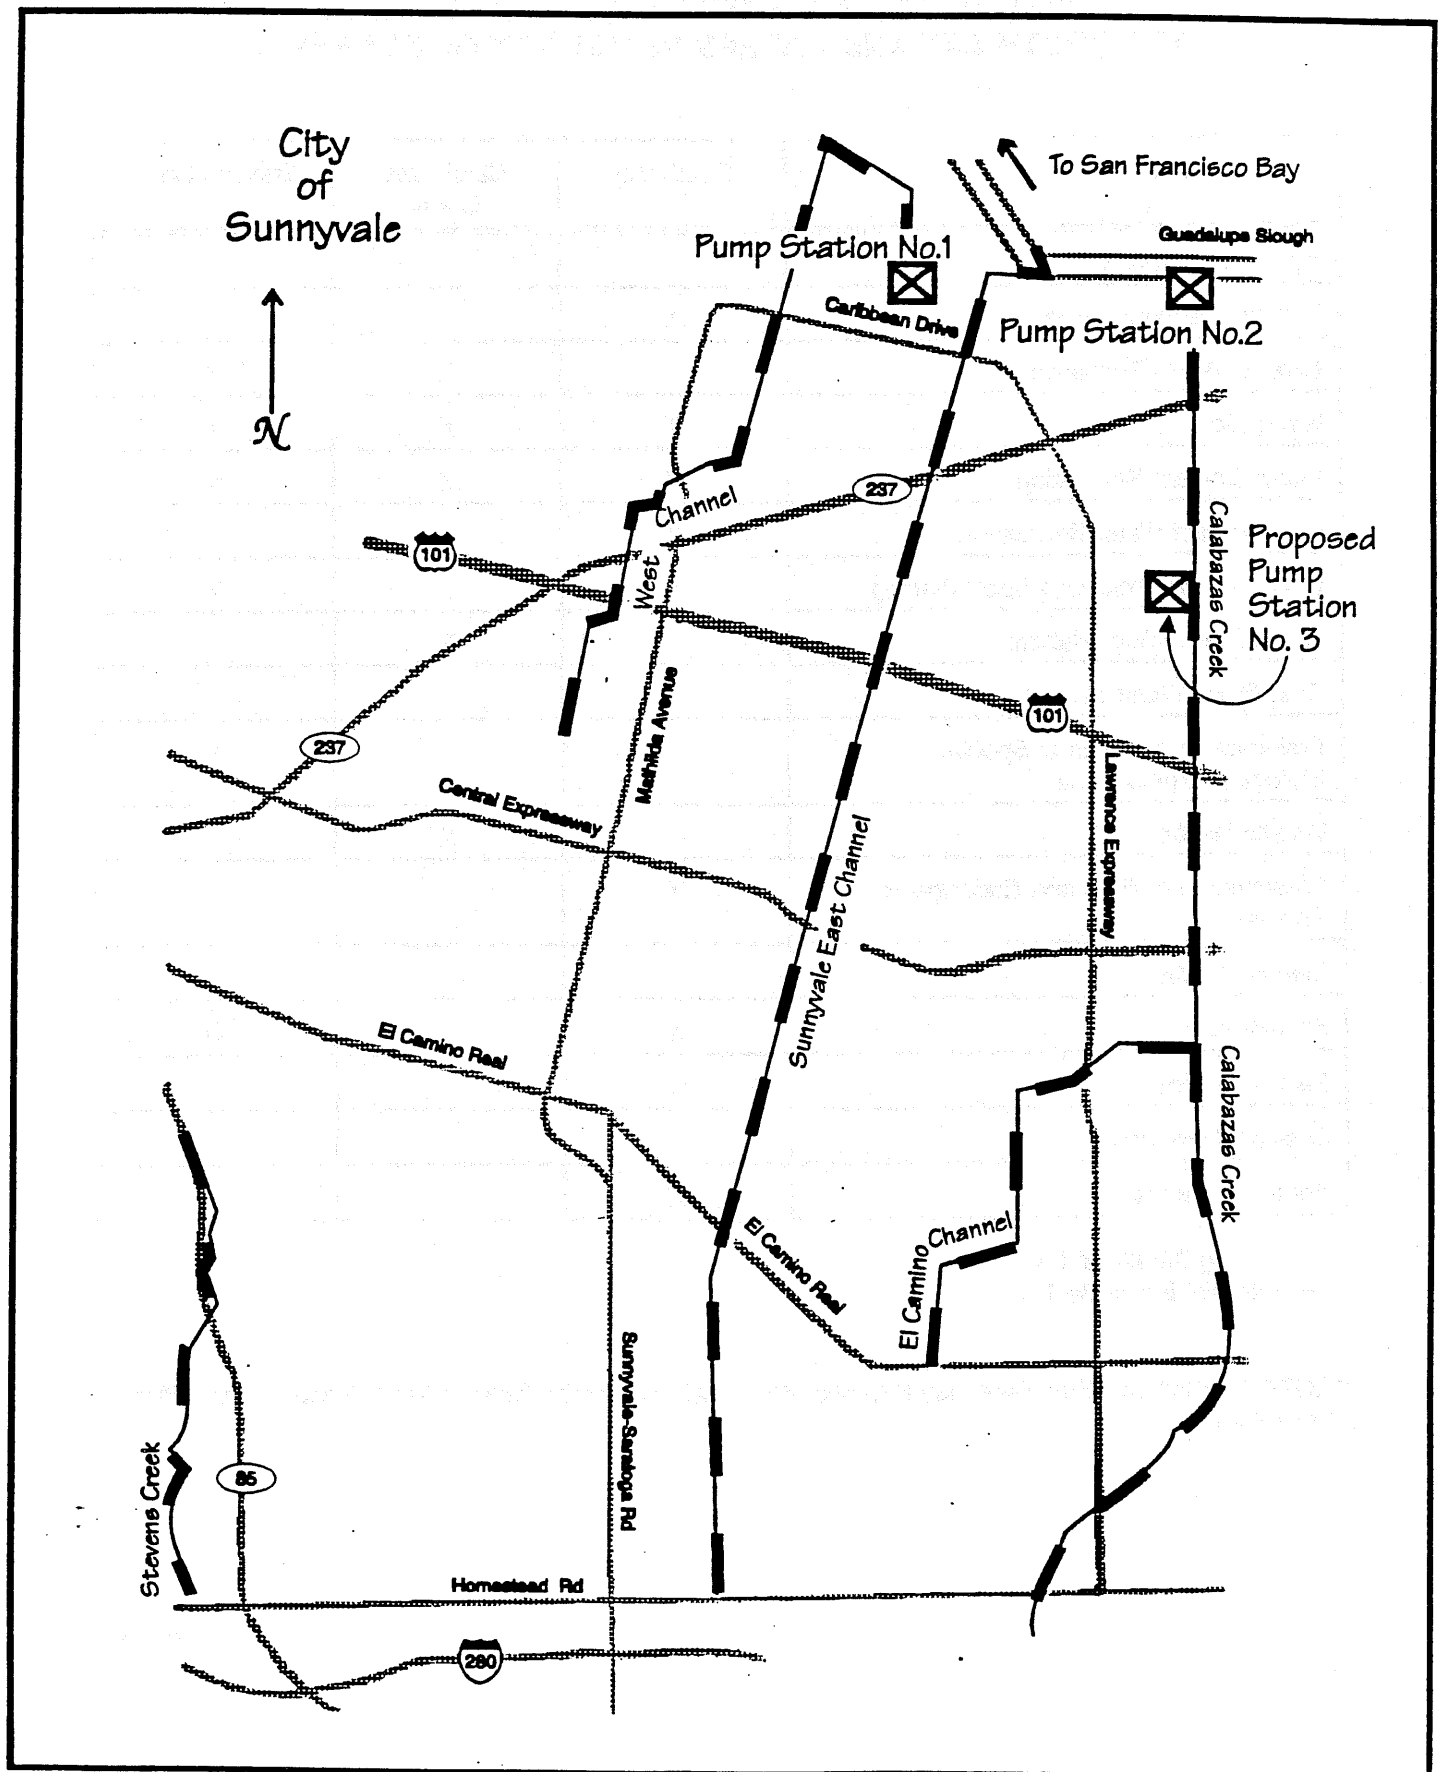 City
of
Sunnyvale
N
To San Francisco Bay
Guadalupe Slough
Pump Station No.1
Caribbean Drive
Pump Station No.2
237
Channel
West
101
Calabazas Creek
Proposed
Pump
Station
No. 3
101
237
Mathilda Avenue
Central Expressway
Lawrence Expressway
Sunnyvale East Channel
El Camino Real
Calabazas Creek
El Camino Real
El Camino
Channel
Sunnyvale-Saratoga Rd
Stevens Creek
85
Homestead Rd
280